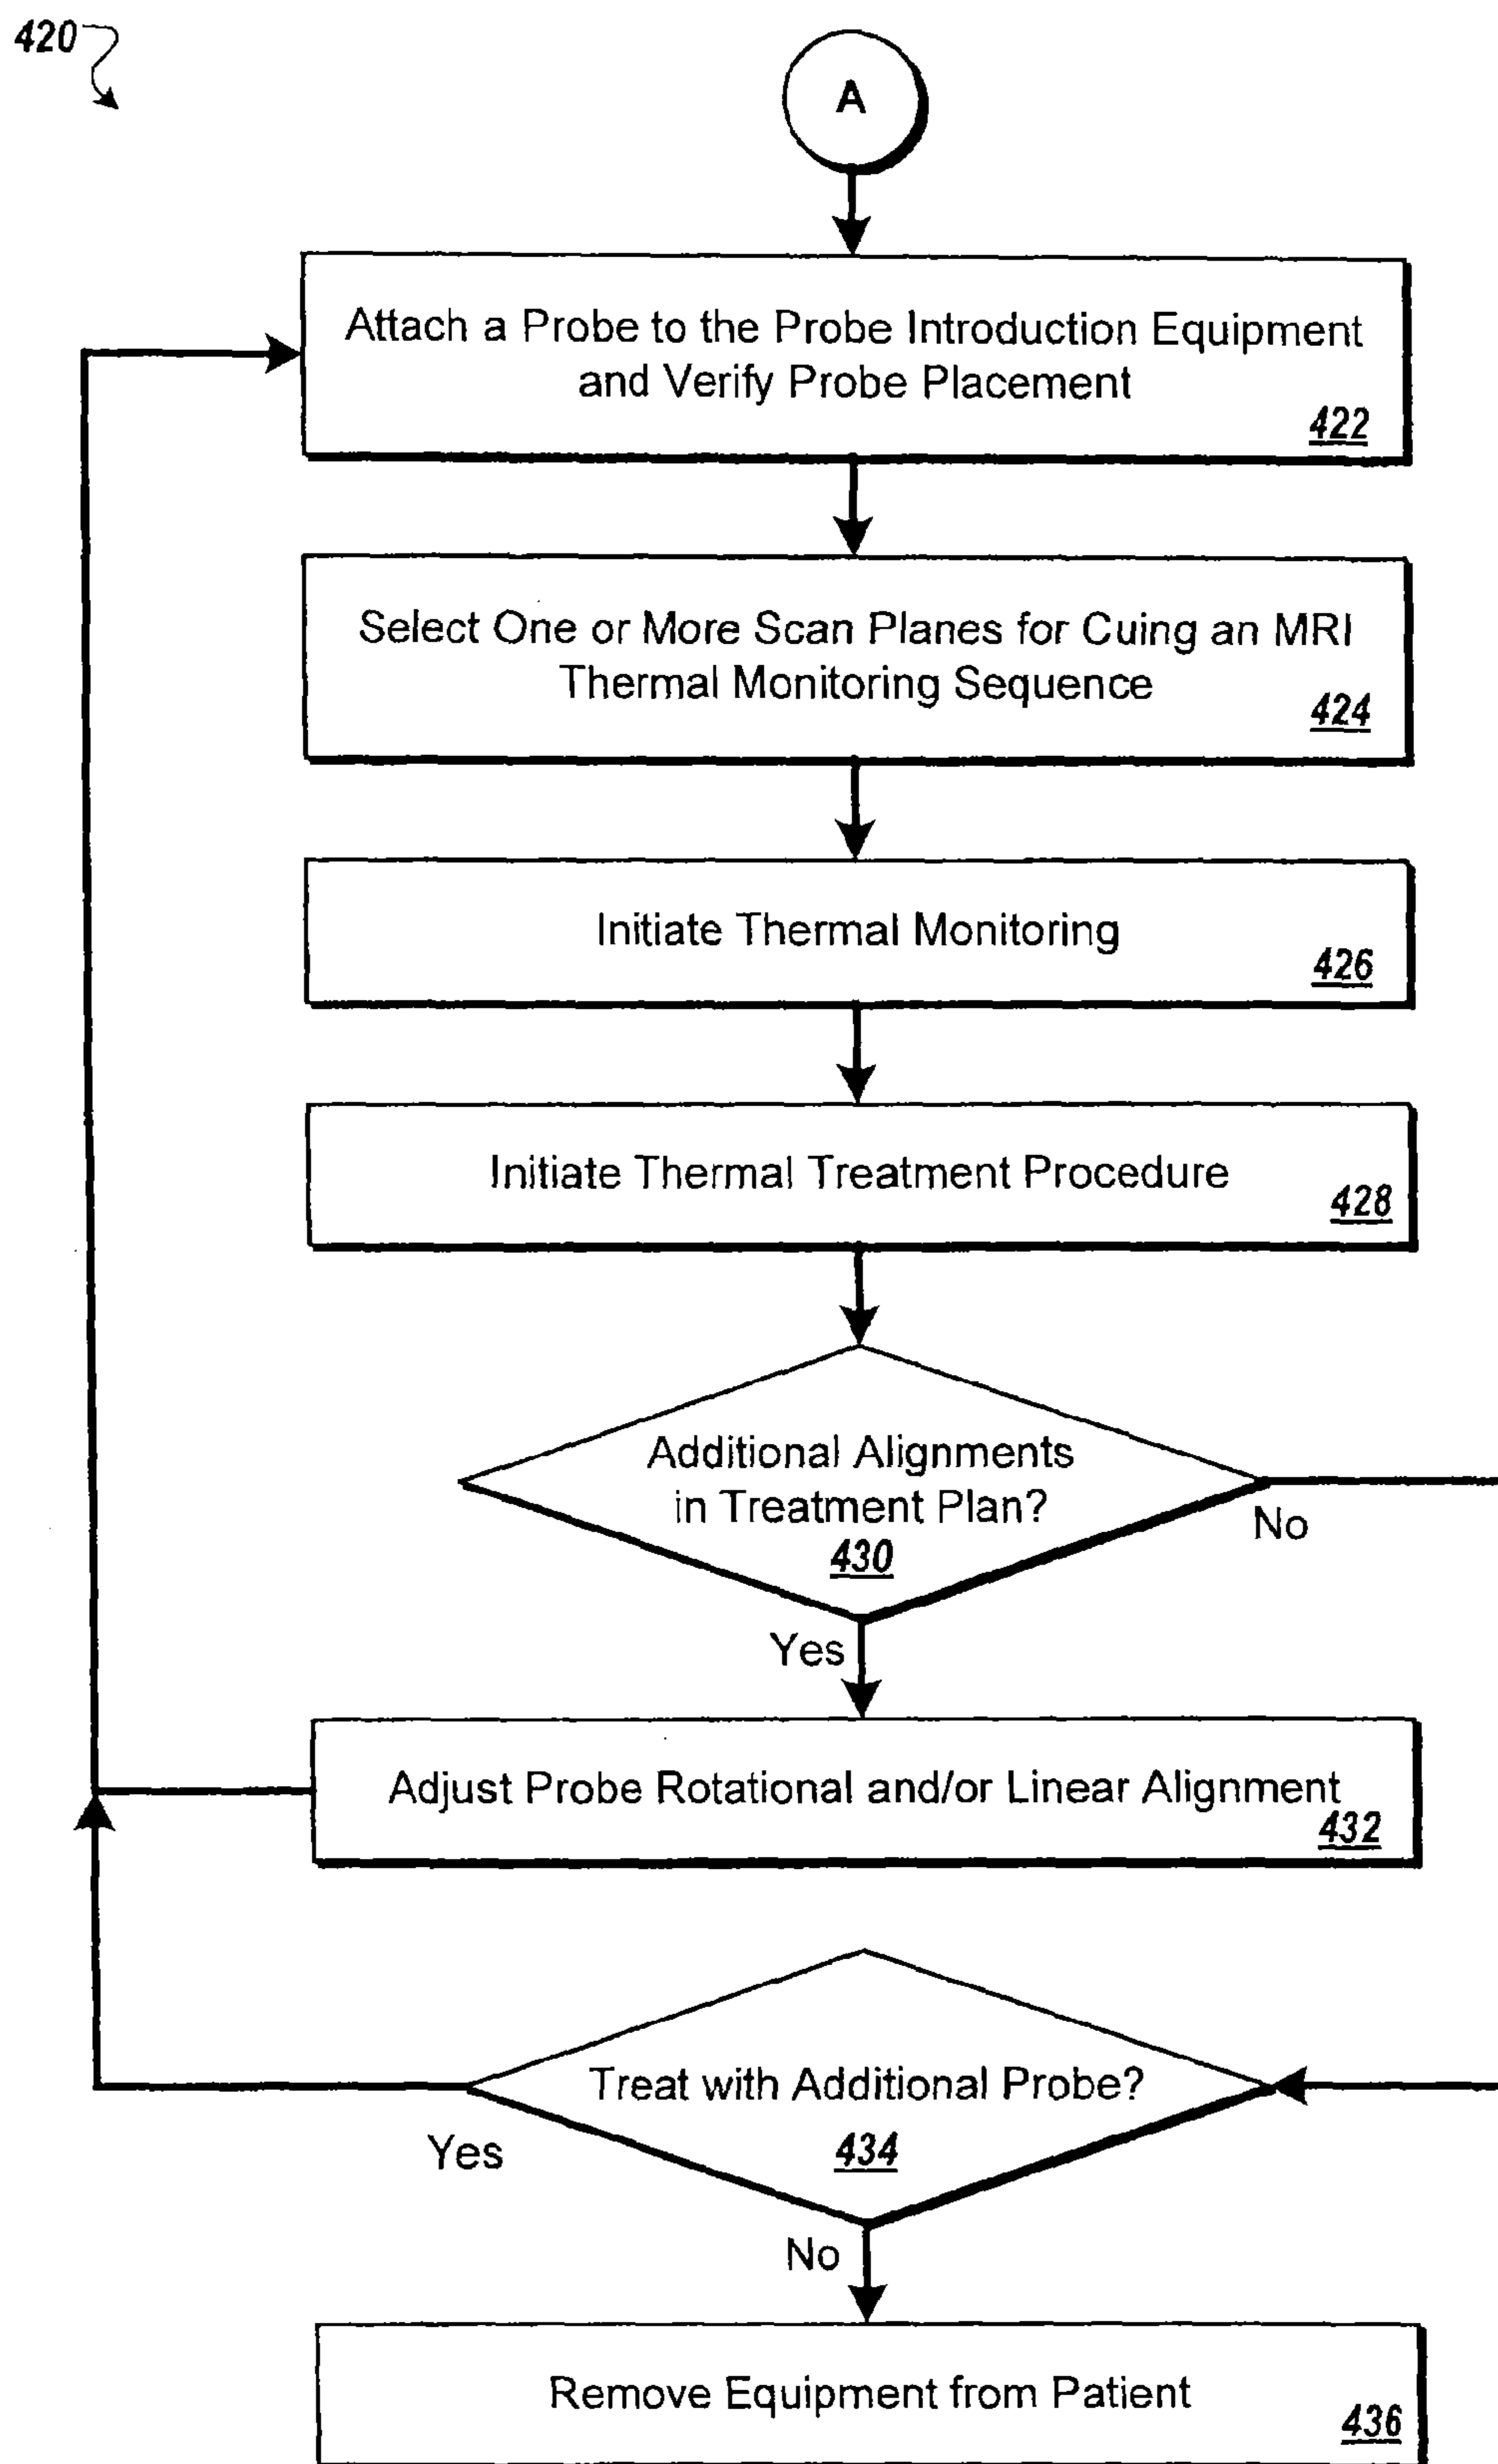 420
A
Attach a Probe to the Probe Introduction Equipment
and Verify Probe Placement
422
Select One or More Scan Planes for Cuing an MRI
Thermal Monitoring Sequence
424
Initiate Thermal Monitoring
426
Initiate Thermal Treatment Procedure
428
Additional Alignments
in Treatment Plan?
430
No
Yes
Adjust Probe Rotational and/or Linear Alignment
432
Treat with Additional Probe?
434
Yes
No
Remove Equipment from Patient
436